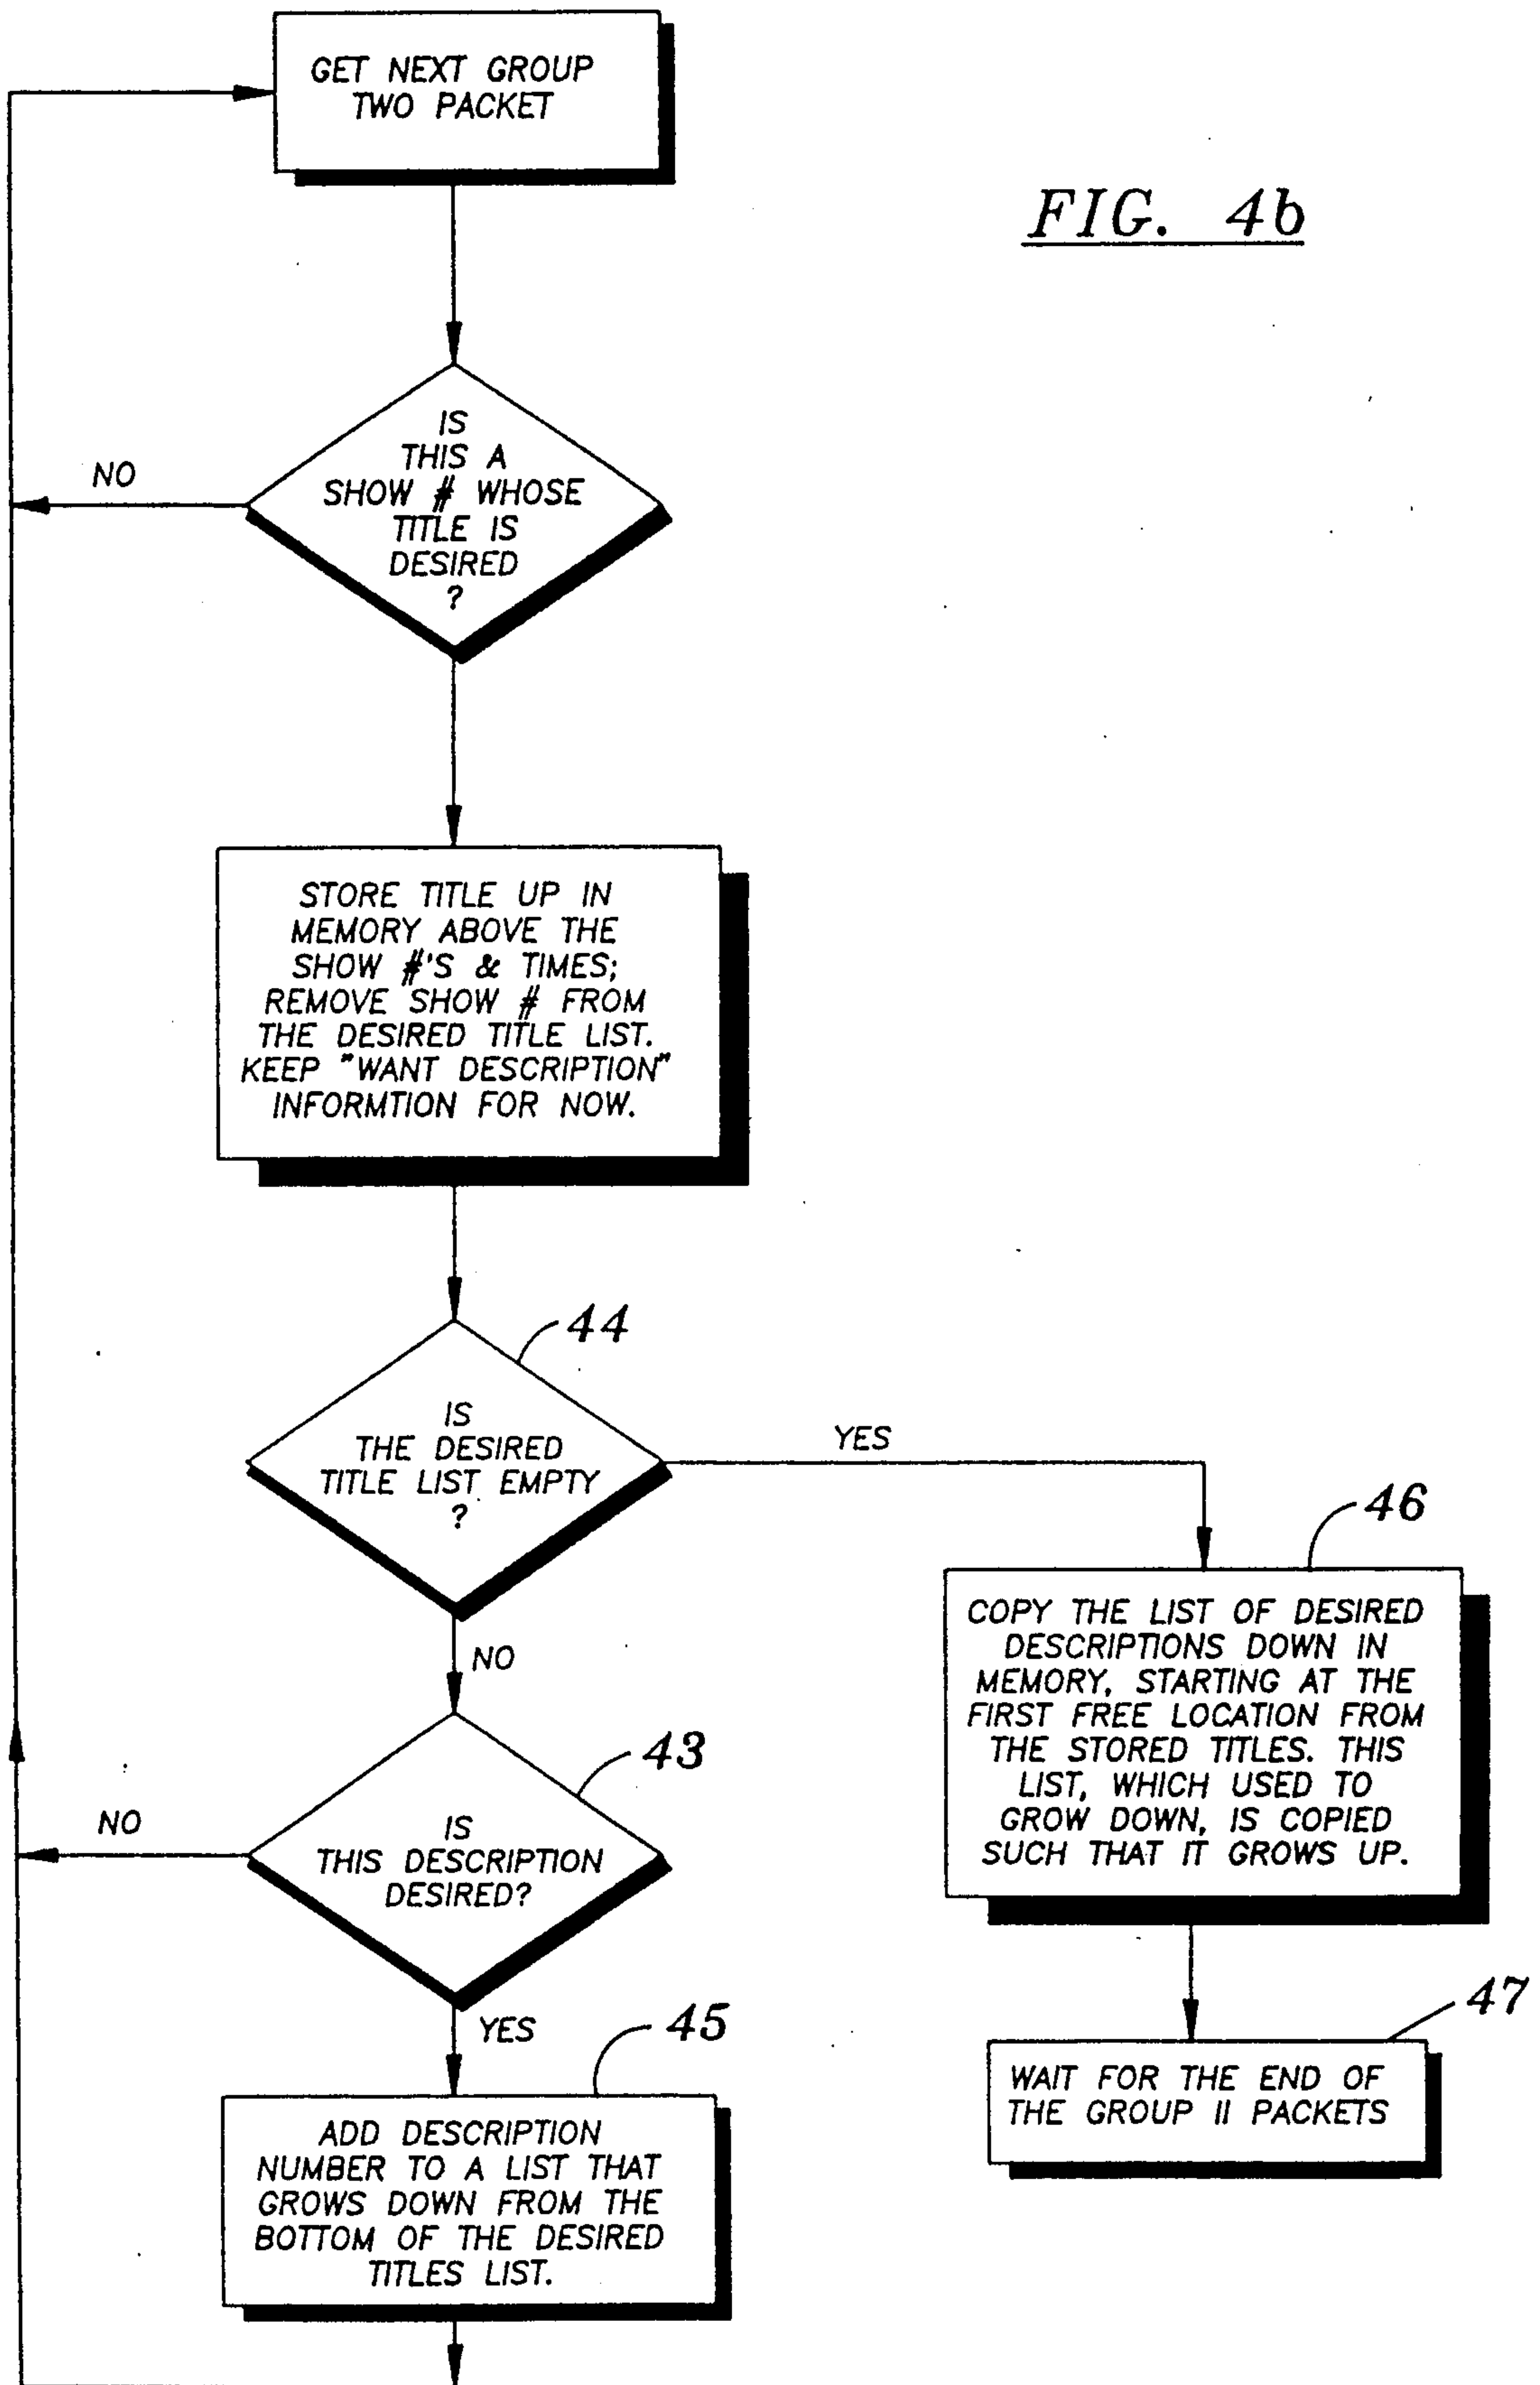 GET NEXT GROUP
TWO PACKET
FIG. 4b
IS
THIS A
SHOW # WHOSE
TITLE IS
DESIRED
?
NO
STORE TITLE UP IN
MEMORY ABOVE THE
SHOW #'S & TIMES;
REMOVE SHOW # FROM
THE DESIRED TITLE LIST.
KEEP "WANT DESCRIPTION"
INFORMTION FOR NOW.
44
IS
THE DESIRED
TITLE LIST EMPTY
?
YES
NO
46
COPY THE LIST OF DESIRED
DESCRIPTIONS DOWN IN
MEMORY, STARTING AT THE
FIRST FREE LOCATION FROM
THE STORED TITLES. THIS
LIST, WHICH USED TO
GROW DOWN, IS COPIED
SUCH THAT IT GROWS UP.
43
IS
THIS DESCRIPTION
DESIRED?
NO
YES
45
ADD DESCRIPTION
NUMBER TO A LIST THAT
GROWS DOWN FROM THE
BOTTOM OF THE DESIRED
TITLES LIST.
47
WAIT FOR THE END OF
THE GROUP II PACKETS